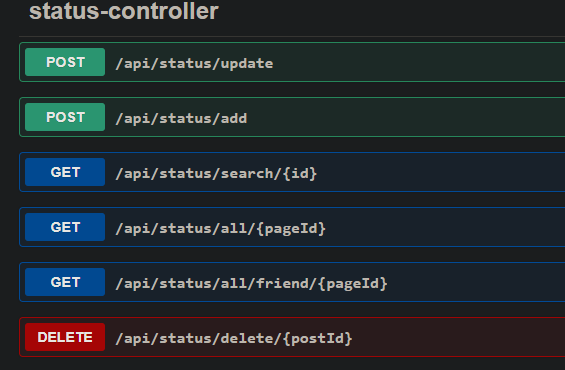 status-controller
POST /api/status/update
POST /api/status/add
GET /api/status/search/{id}
GET /api/status/all/{pageId}
GET /api/status/all/friend/{pageId}
DELETE /api/status/delete/{postId}